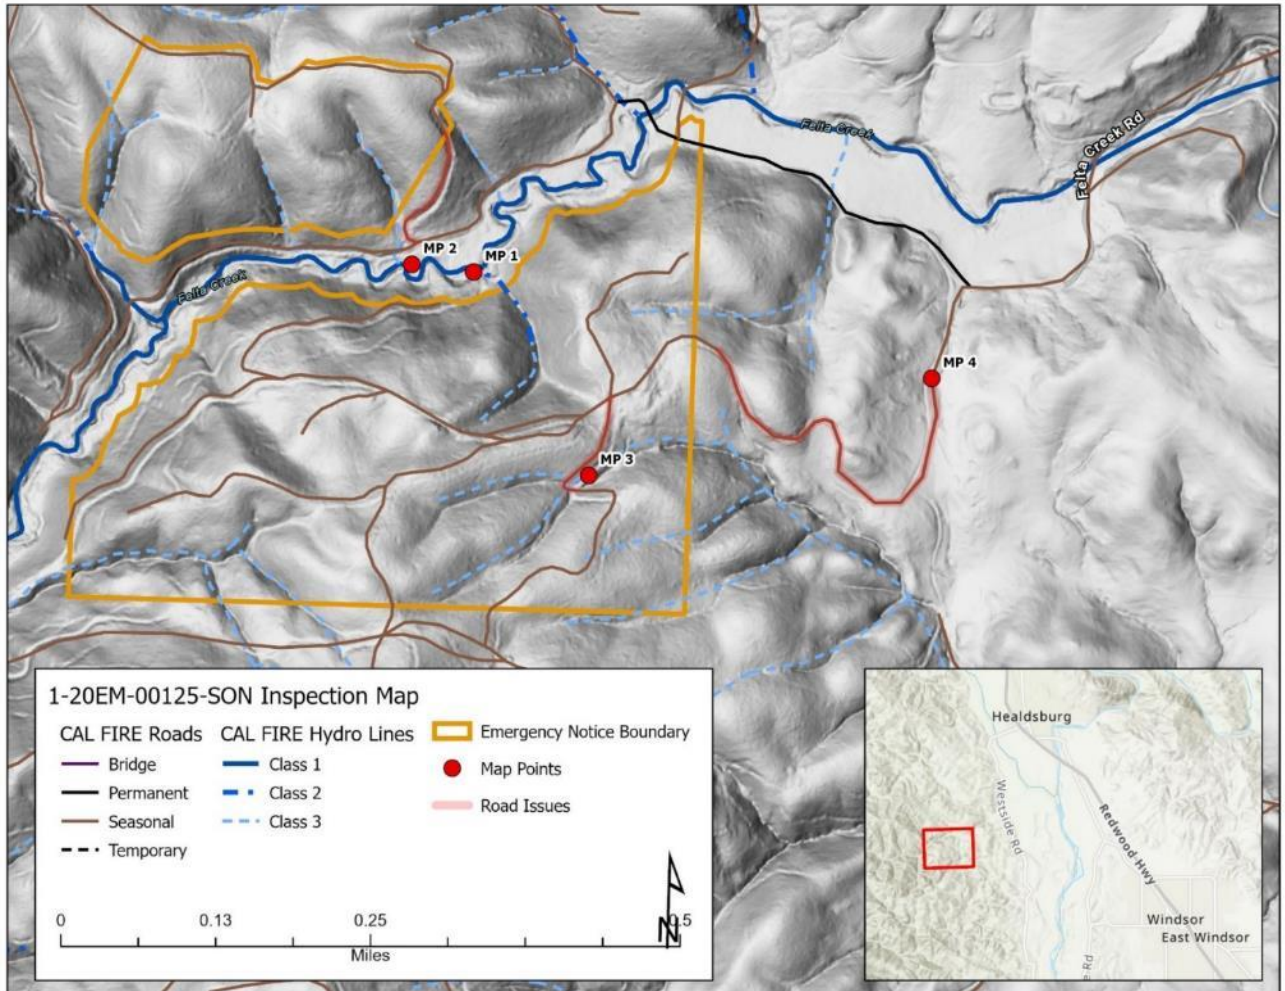 Felta Creek
Felta Creek Rd
MP 2
MP 1
Felta Creek
MP 4
MP 3
1-20EM-00125-SON Inspection Map
CAL FIRE Roads
Bridge
Permanent
Seasonal
Temporary
CAL FIRE Hydro Lines
Class 1
Class 2
Class 3
Emergency Notice Boundary
Map Points
Road Issues
N
0 0.13 0.25
Miles
Healdsburg
Westside Rd
Redwood Hwy
Windsor
East Windsor